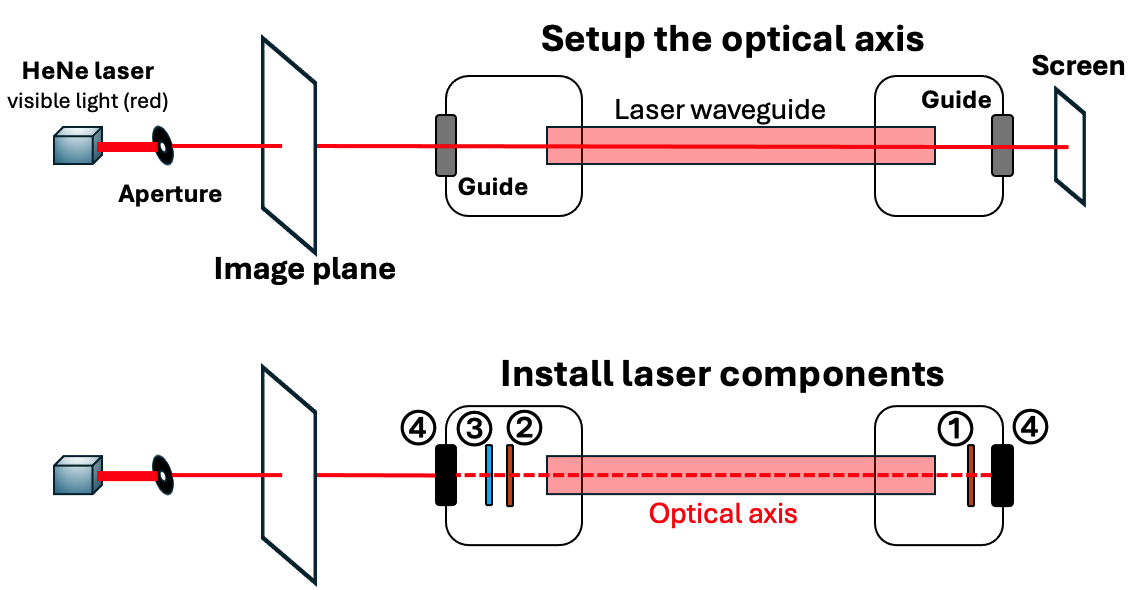 Setup the optical axis
HeNe laser
visible light (red)
Screen
Guide
Laser waveguide
Aperture
Guide
Image plane
Install laser components
④ ③ ② ① ④
Optical axis